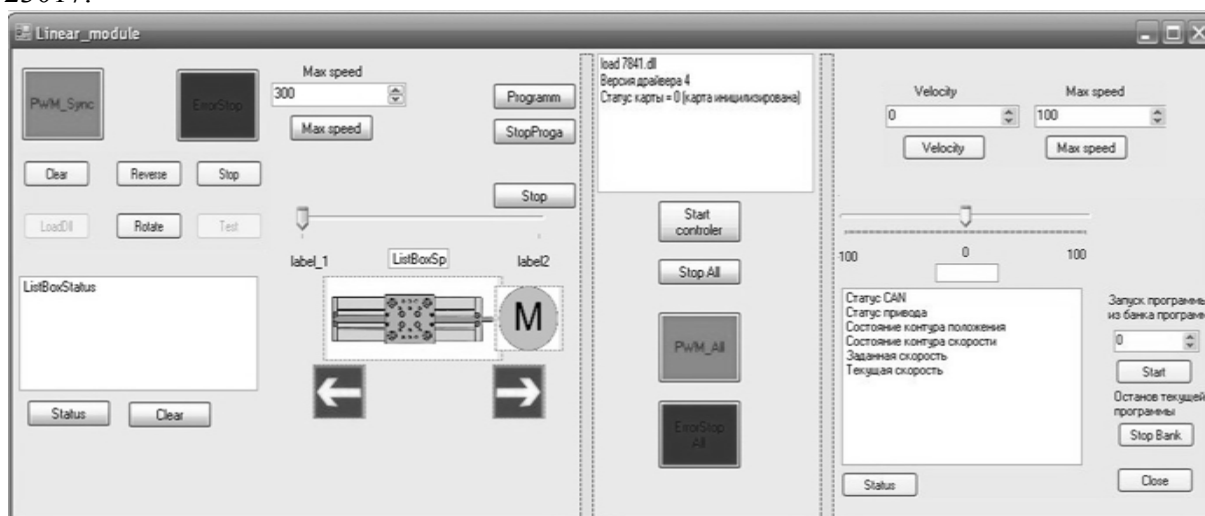 25017.
Linear_module
PWM_Sync
ErrorStop
Max speed
300
Max speed
Programm
StopProga
Clear
Reverse
Stop
Stop
LoadDll
Rotate
Test
label_1
ListBoxSp
label2
ListBoxStatus
M
Status
Clear
load 7841.dll
Версия драйвера 4
Статус карты = 0 (карта иницилизирована)
Start
controler
Stop All
PWM_All
ErrorStop
All
Velocity
Max speed
0
100
Velocity
Max speed
100
0
100
Статус CAN
Статус привода
Состояние контура положения
Состояние контура скорости
Заданная скорость
Текущая скорость
Status
Запуск программы
из банка програм
0
Start
Останов текущей
программы
Stop Bank
Close